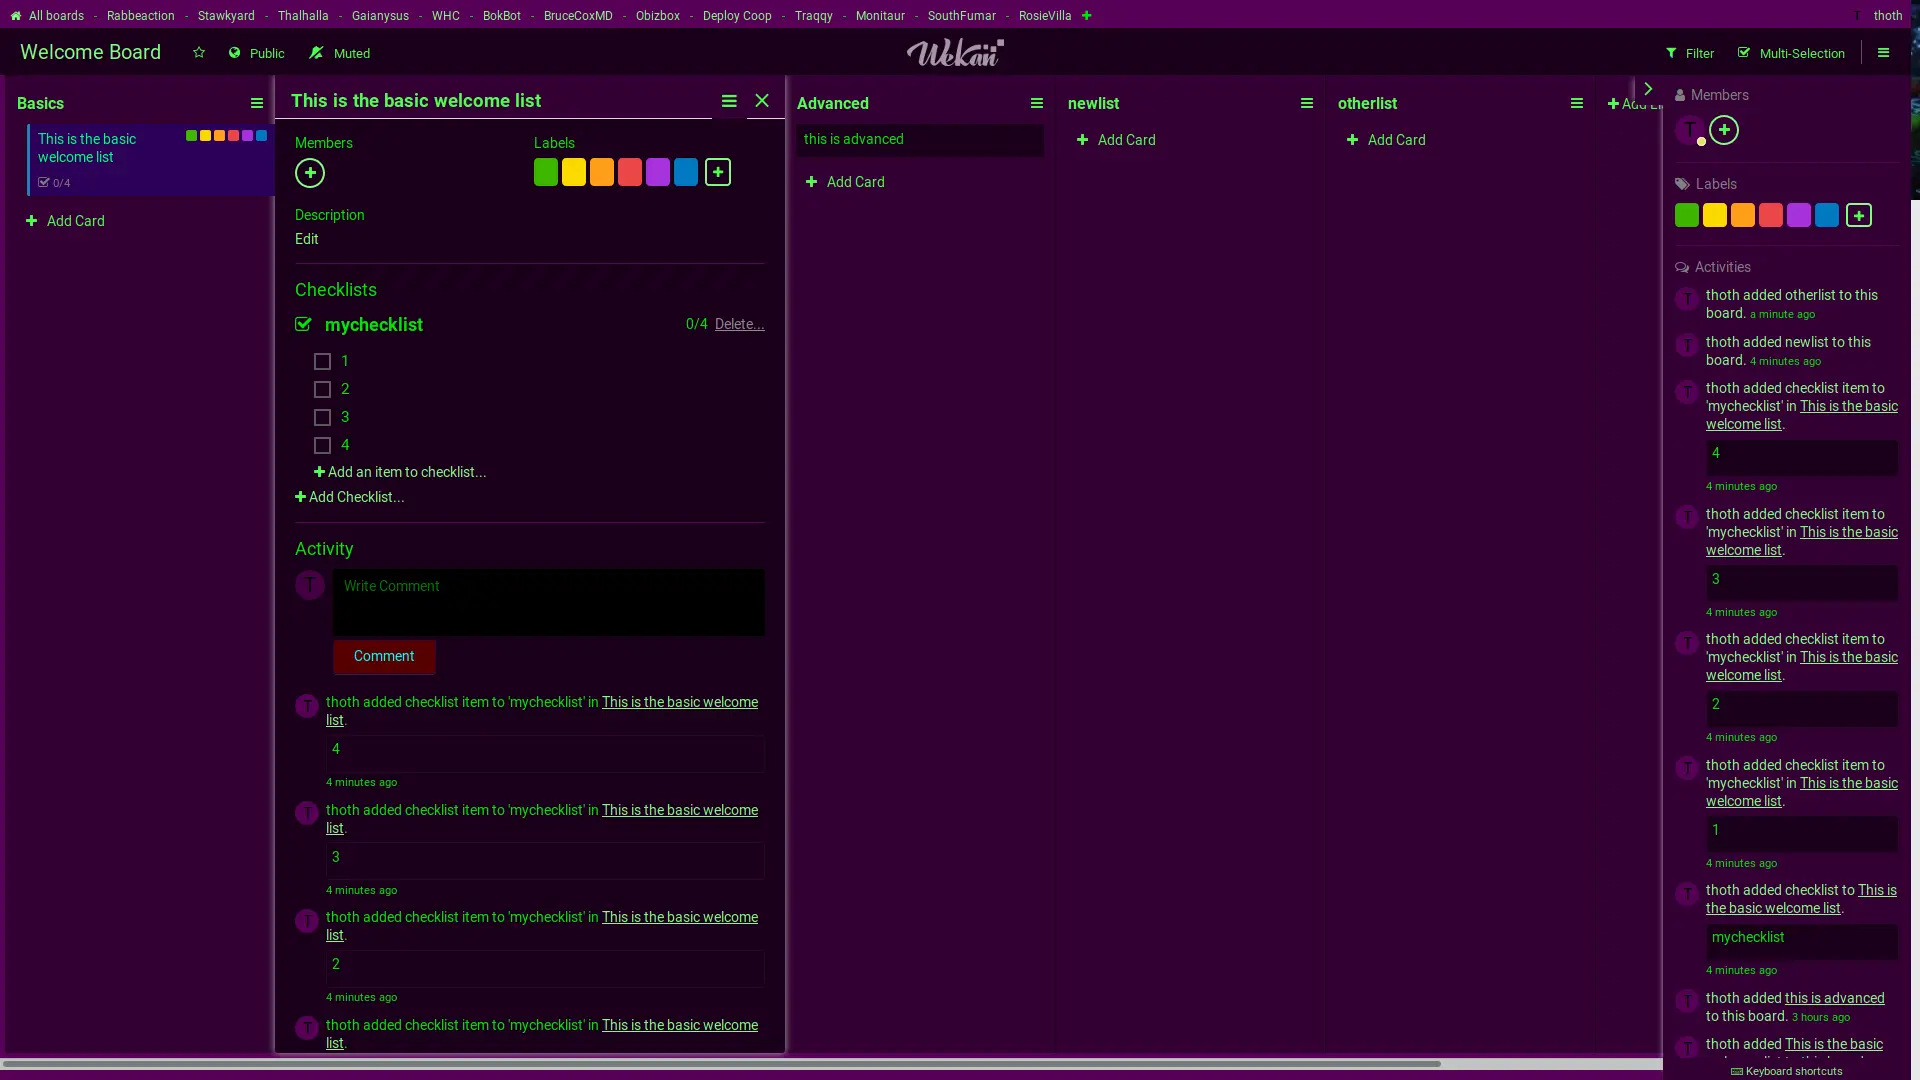 All boards - Rabbeaction - Stawkyard - Thalhalla - Gaianysus - WHC - BokBot - BruceCoxMD - Obizbox - Deploy Coop - Traqqy - Monitaur - SouthFumar - RosieVilla
T thoth
Welcome Board
Public
Muted
Wekan
Filter
Multi-Selection
Basics
This is the basic
welcome list
0/4
Add Card
This is the basic welcome list
Members
Labels
Description
Edit
Checklists
mychecklist
0/4 Delete...
1
2
3
4
Add an item to checklist...
Add Checklist...
Activity
T
Write Comment
Comment
T
thoth added checklist item to 'mychecklist' in This is the basic welcome
list.
4
4 minutes ago
T
thoth added checklist item to 'mychecklist' in This is the basic welcome
list.
3
4 minutes ago
T
thoth added checklist item to 'mychecklist' in This is the basic welcome
list.
2
4 minutes ago
T
thoth added checklist item to 'mychecklist' in This is the basic welcome
list.
Advanced
this is advanced
Add Card
newlist
Add Card
otherlist
Add Card
Add
Members
T
Labels
Activities
T
thoth added otherlist to this
board. a minute ago
T
thoth added newlist to this
board. 4 minutes ago
T
thoth added checklist item to
'mychecklist' in This is the basic
welcome list.
4
4 minutes ago
T
thoth added checklist item to
'mychecklist' in This is the basic
welcome list.
3
4 minutes ago
T
thoth added checklist item to
'mychecklist' in This is the basic
welcome list.
2
4 minutes ago
T
thoth added checklist item to
'mychecklist' in This is the basic
welcome list.
1
4 minutes ago
T
thoth added checklist to This is
the basic welcome list.
mychecklist
4 minutes ago
T
thoth added this is advanced
to this board. 3 hours ago
T
thoth added This is the basic
Keyboard shortcuts